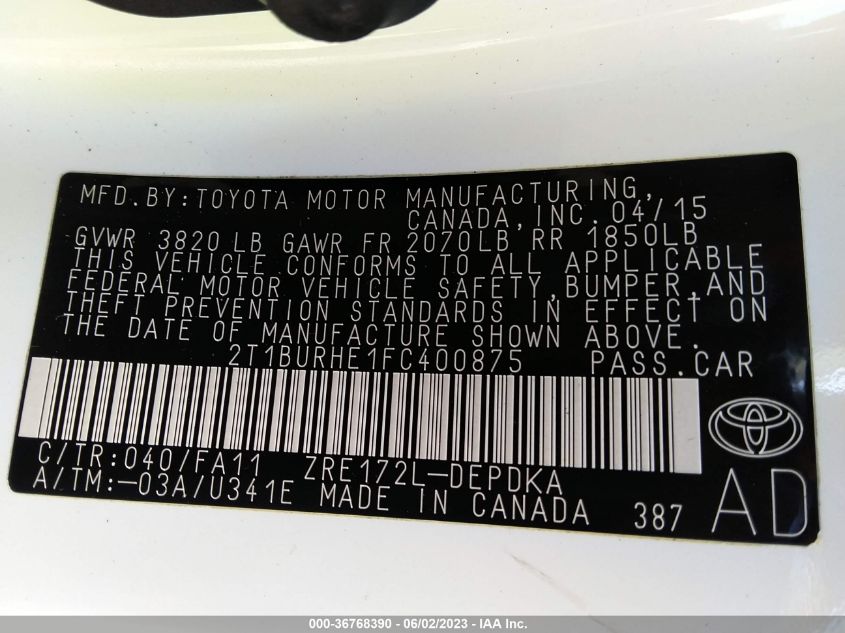 MFD. BY: TOYOTA MOTOR MANUFACTURING,
CANADA, INC. 04/15
GVWR 3820 LB GAWR FR 2070LB RR 1850LB
THIS VEHICLE CONFORMS TO ALL APPLICABLE
FEDERAL MOTOR VEHICLE SAFETY, BUMPER, AND
THEFT PREVENTION STANDARDS IN EFFECT ON
THE DATE OF MANUFACTURE SHOWN ABOVE.
2T1BURHE1FC400875 PASS. CAR
C/TR: 040/FA11 ZRE172L-DEPDKA
A/TM: -03A/U341E MADE IN CANADA 387 AD
000-36768390 - 06/02/2023 - IAA Inc.